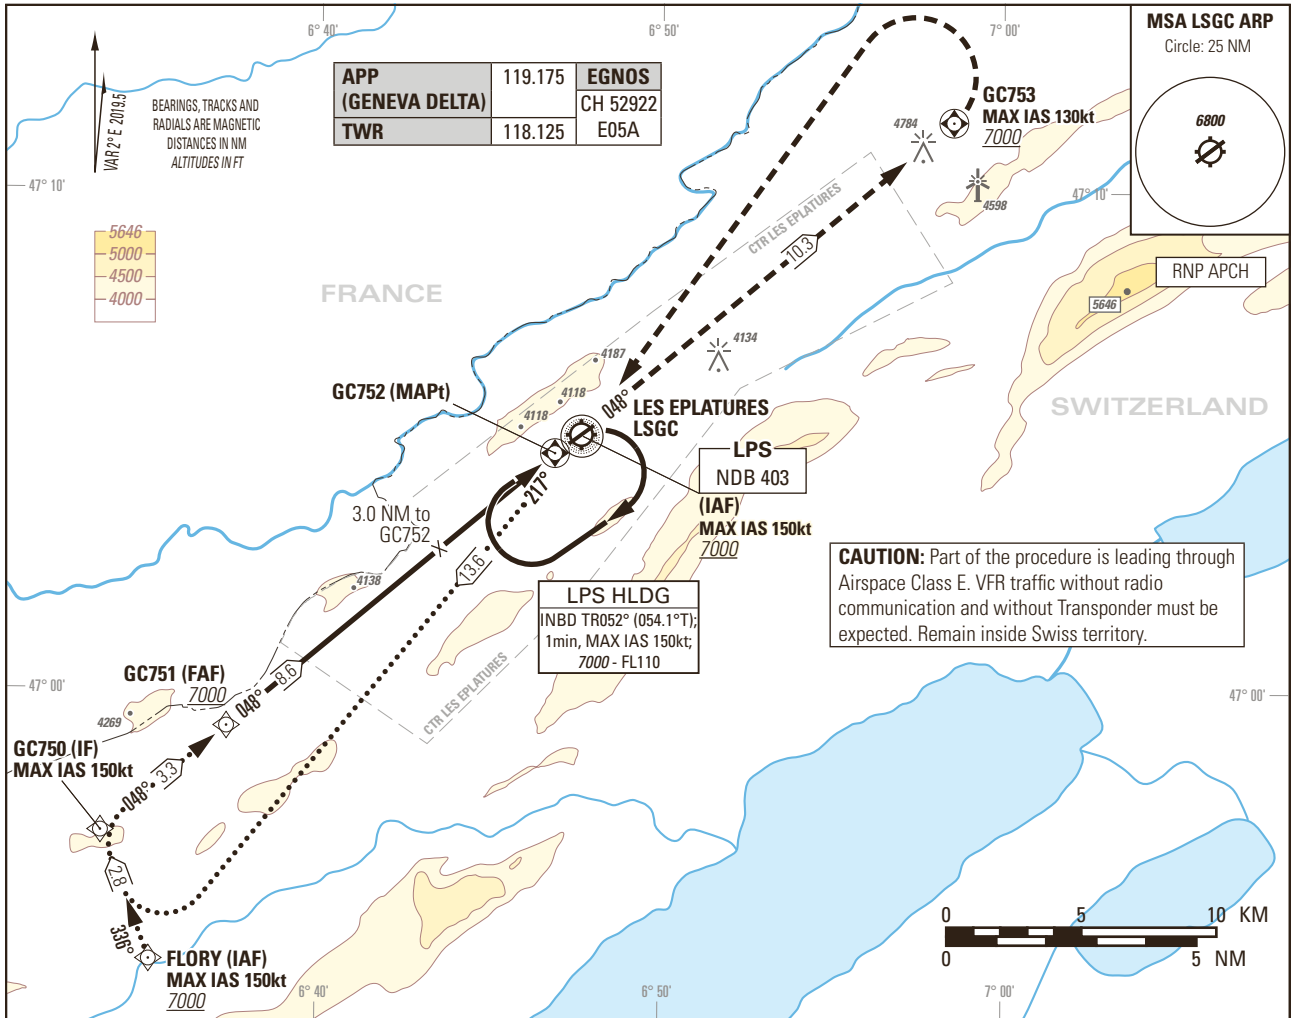 6° 40'
6° 50'
7° 00'
MSA LSGC ARP
Circle: 25 NM
6800
VAR 2° E 2019.5
BEARINGS, TRACKS AND
RADIALS ARE MAGNETIC
DISTANCES IN NM
ALTITUDES IN FT
APP
(GENEVA DELTA)
119.175
EGNOS
CH 52922
E05A
TWR
118.125
GC753
MAX IAS 130kt
7000
4784
4598
47° 10'
47° 10'
CTR LES EPLATURES
10.3
RNP APCH
5646
5646
5000
4500
4000
FRANCE
4134
4187
GC752 (MAPt)
4118
4118
048°
LES EPLATURES
LSGC
SWITZERLAND
LPS
NDB 403
(IAF)
MAX IAS 150kt
7000
217°
3.0 NM to
GC752
13.6
4138
CAUTION: Part of the procedure is leading through
Airspace Class E. VFR traffic without radio
communication and without Transponder must be
expected. Remain inside Swiss territory.
LPS HLDG
INBD TR052° (054.1°T);
1min, MAX IAS 150kt;
7000 - FL110
GC751 (FAF)
7000
048°
8.6
CTR LES EPLATURES
47° 00'
47° 00'
4269
GC750 (IF)
MAX IAS 150kt
048°
3.3
2.8
336°
FLORY (IAF)
MAX IAS 150kt
7000
0 5 10 KM
0 5 NM
6° 40'
6° 50'
7° 00'